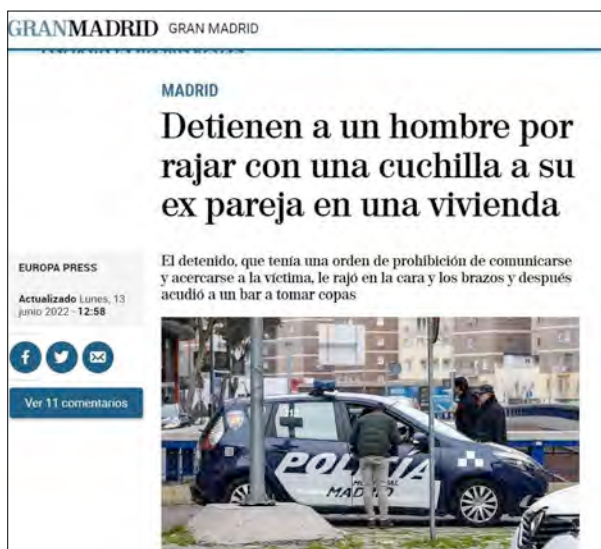 GRANMADRID GRAN MADRID
MADRID
Detienen a un hombre por
rajar con una cuchilla a su
ex pareja en una vivienda
EUROPA PRESS
Actualizado Lunes, 13
junio 2022 - 12:58
Ver 11 comentarios
El detenido, que tenía una orden de prohibición de comunicarse
y acercarse a la víctima, le rajó en la cara y los brazos y después
acudió a un bar a tomar copas
112
POLICÍA
MUNICIPAL
MADRID